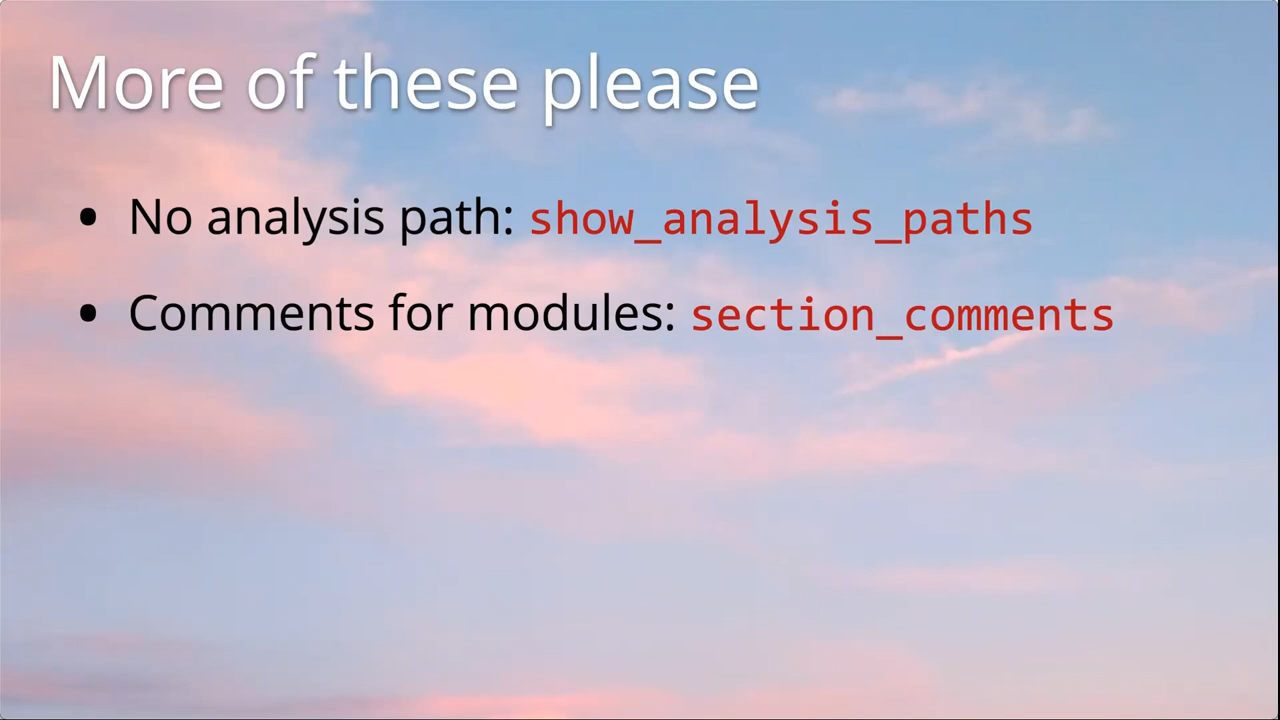 More of these please
• No analysis path: show_analysis_paths
• Comments for modules: section_comments